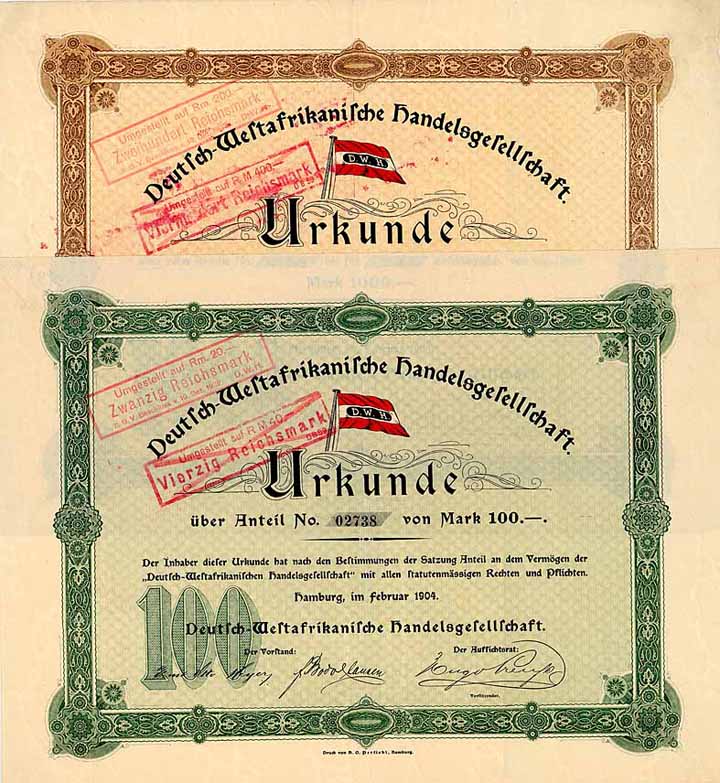 Umgestellt auf Rm. 200.
Zweihundert Reichsmark
Umgestellt auf R.M 400.—
Vierhundert Reichsmark
Deutsch-Westafrikanische Handelsgesellschaft.
D.W.H
Urkunde
Mark 1000.—
Umgestellt auf Rm. 20.—
Zwanzig Reichsmark
D.W.H.
Umgestellt auf R M 40.—
Vierzig Reichsmark
Deutsch-Westafrikanische Handelsgesellschaft.
D.W.H
Urkunde
über Anteil No. 02738 von Mark 100.—.
Der Inhaber dieser Urkunde hat nach den Bestimmungen der Satzung Anteil an dem Vermögen der
„Deutsch-Westafrikanischen Handelsgesellschaft“ mit allen statutenmässigen Rechten und Pflichten.
Hamburg, im Februar 1904.
100
Deutsch-Westafrikanische Handelsgesellschaft.
Der Vorstand: Der Aufsichtsrat:
Vorsitzender.
Druck von Hamburg.